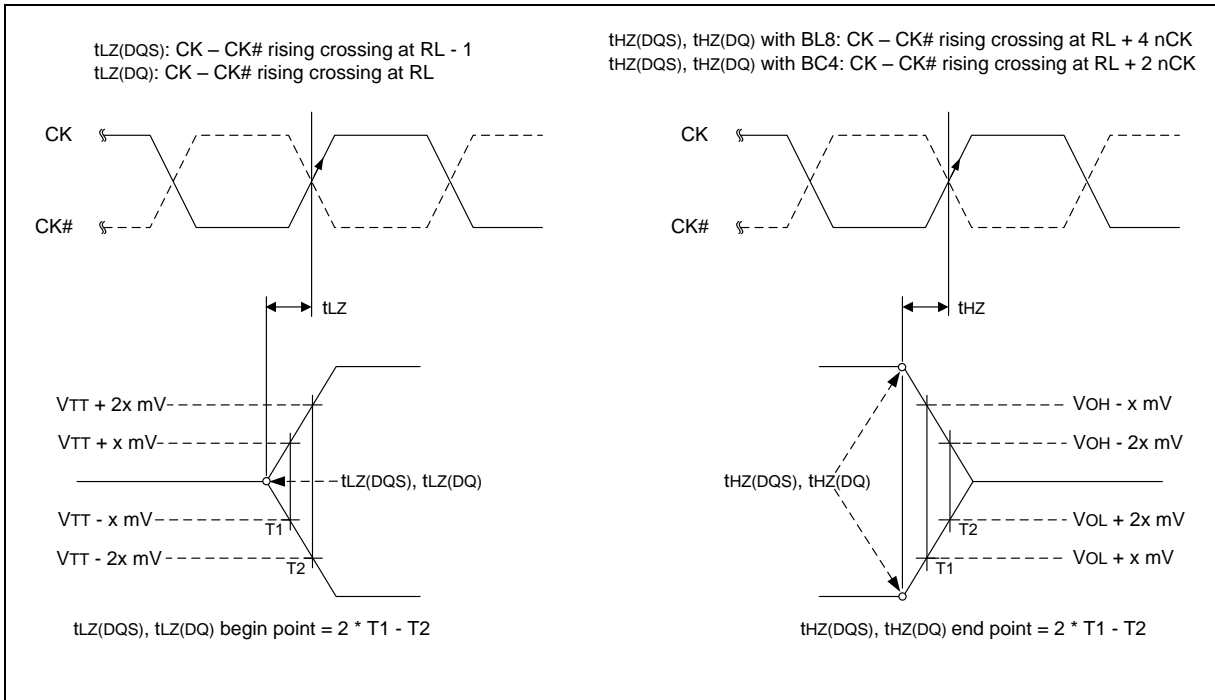 tLZ(DQS): CK – CK# rising crossing at RL - 1
tLZ(DQ): CK – CK# rising crossing at RL
tHZ(DQS), tHZ(DQ) with BL8: CK – CK# rising crossing at RL + 4 nCK
tHZ(DQS), tHZ(DQ) with BC4: CK – CK# rising crossing at RL + 2 nCK
CK
CK#
CK
CK#
tLZ
tHZ
VTT + 2x mV
VTT + x mV
tLZ(DQS), tLZ(DQ)
VTT - x mV
T1
VTT - 2x mV
T2
VOH - x mV
VOH - 2x mV
tHZ(DQS), tHZ(DQ)
VOL + 2x mV
T2
VOL + x mV
T1
tLZ(DQS), tLZ(DQ) begin point = 2 * T1 - T2
tHZ(DQS), tHZ(DQ) end point = 2 * T1 - T2